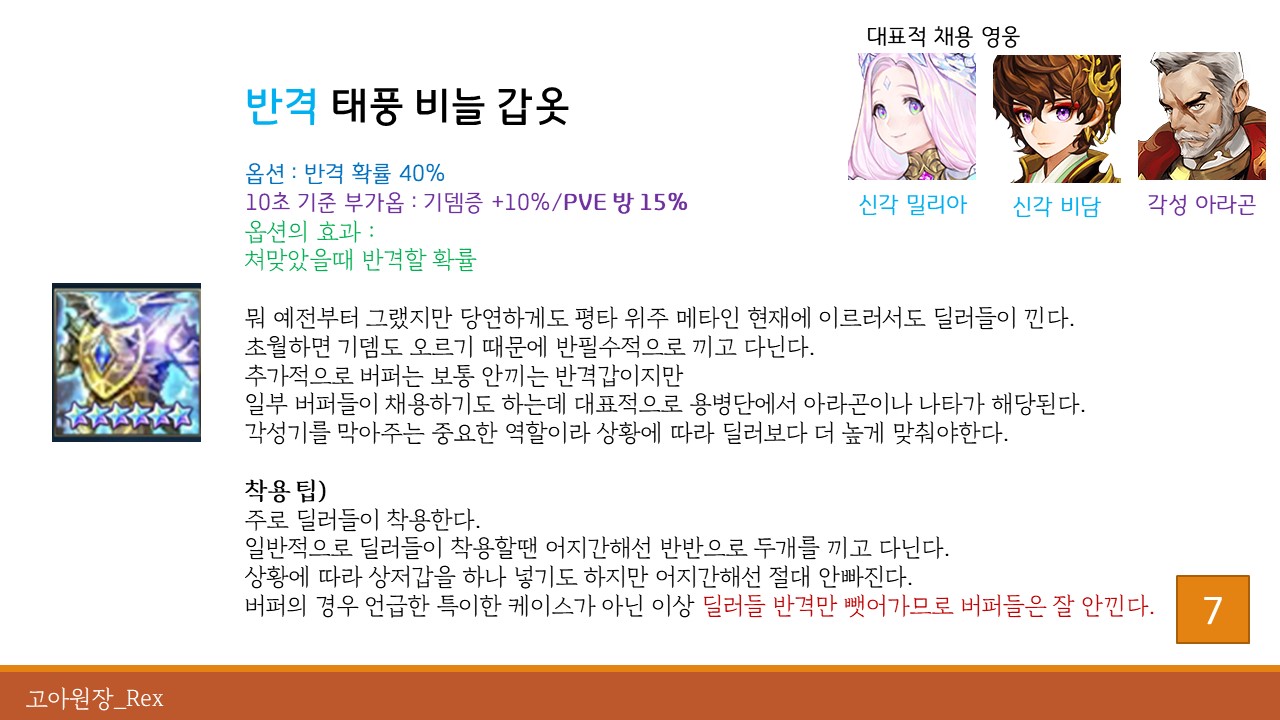 대표적 채용 영웅
반격 태풍 비늘 갑옷
옵션 : 반격 확률 40%
10초 기준 부가옵 : 기뎀증 +10%/PVE 방 15%
옵션의 효과 :
쳐맞았을때 반격할 확률
신각 밀리아
신각 비담
각성 아라곤
뭐 예전부터 그랬지만 당연하게도 평타 위주 메타인 현재에 이르러서도 딜러들이 낀다.
초월하면 기뎀도 오르기 때문에 반필수적으로 끼고 다닌다.
추가적으로 버퍼는 보통 안끼는 반격갑이지만
일부 버퍼들이 채용하기도 하는데 대표적으로 용병단에서 아라곤이나 나타가 해당된다.
각성기를 막아주는 중요한 역할이라 상황에 따라 딜러보다 더 높게 맞춰야한다.
착용 팁)
주로 딜러들이 착용한다.
일반적으로 딜러들이 착용할땐 어지간해선 반반으로 두개를 끼고 다닌다.
상황에 따라 상저갑을 하나 넣기도 하지만 어지간해선 절대 안빠진다.
버퍼의 경우 언급한 특이한 케이스가 아닌 이상 딜러들 반격만 뺏어가므로 버퍼들은 잘 안낀다.
7
고아원장_Rex